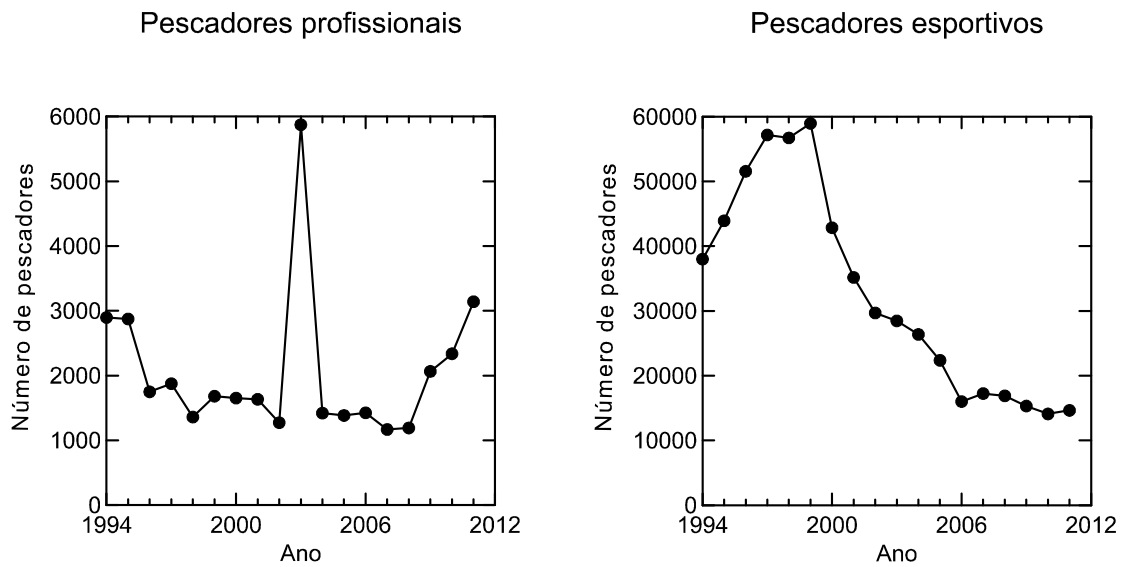 Pescadores profissionais
6000
5000
4000
3000
2000
1000
0
Número de pescadores
1994 2000 2006 2012
Ano
Pescadores esportivos
60000
50000
40000
30000
20000
10000
0
Número de pescadores
1994 2000 2006 2012
Ano